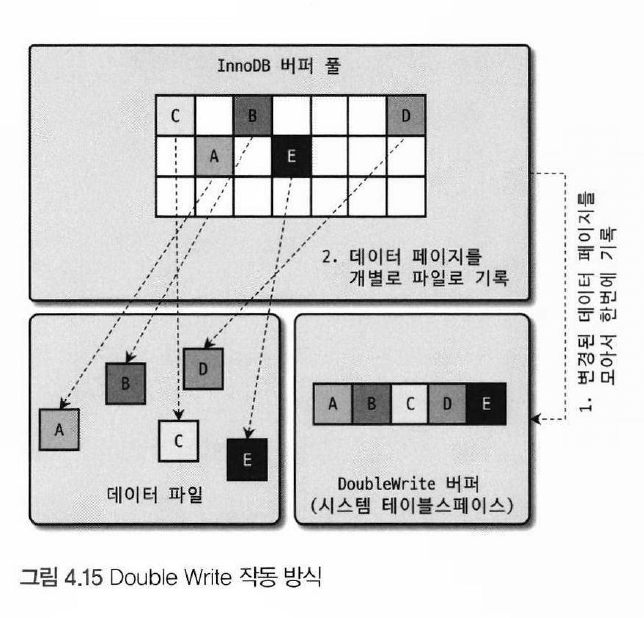 InnoDB 버퍼 풀
C
B
D
A
E
2. 데이터 페이지를
개별로 파일로 기록
1. 변경된 데이터 페이지를
모아서 한번에 기록
B
D
A
C
E
데이터 파일
A B C D E
DoubleWrite 버퍼
(시스템 테이블스페이스)
그림 4.15 Double Write 작동 방식